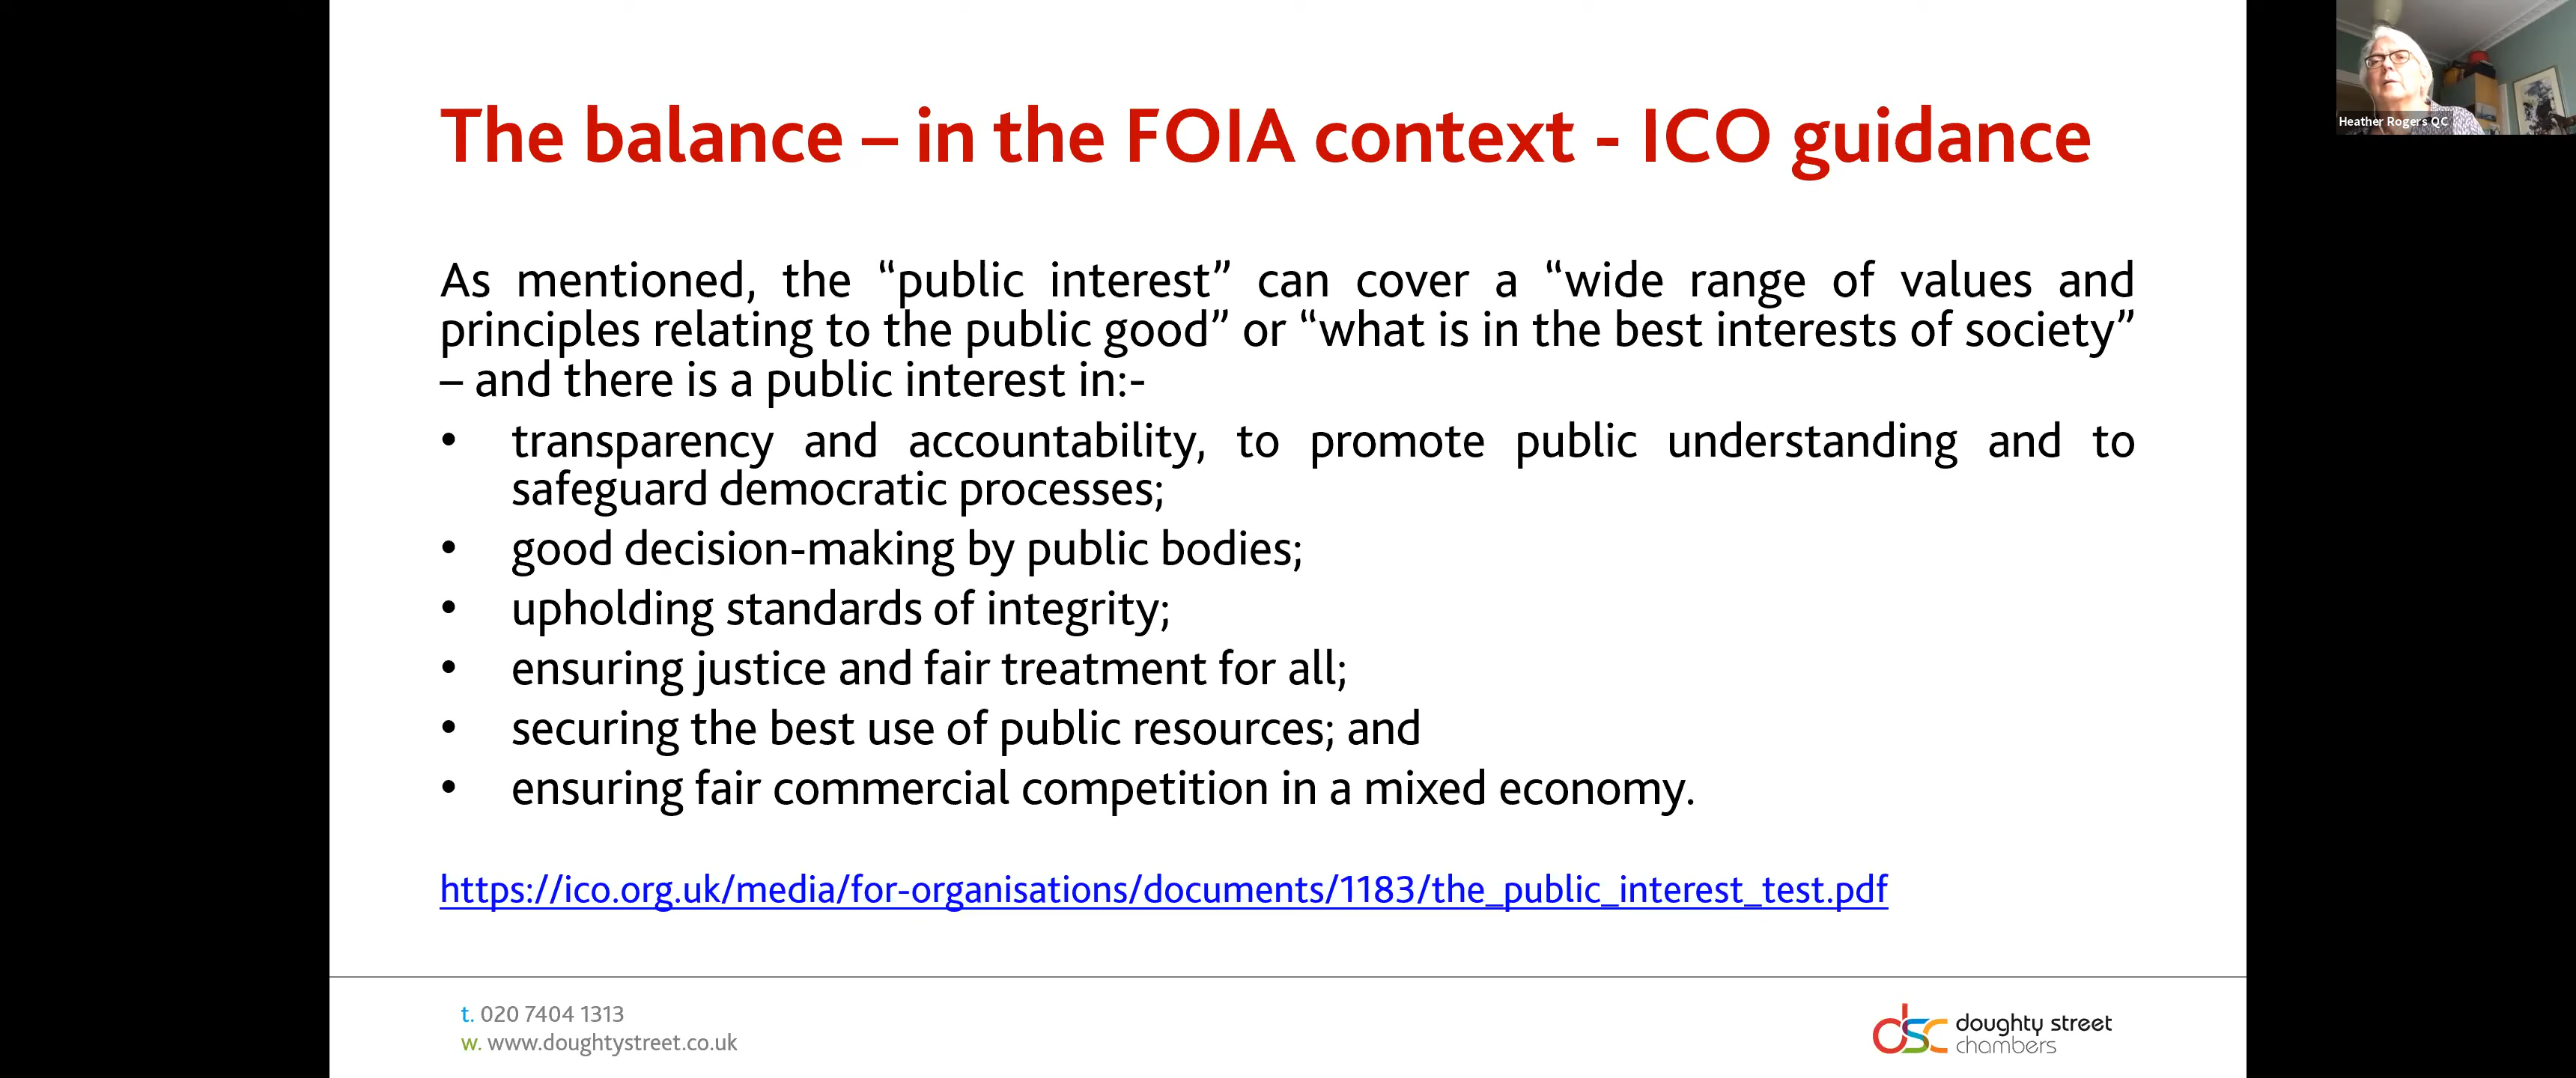 The balance – in the FOIA context - ICO guidance
Heather Rogers QC
As mentioned, the “public interest” can cover a “wide range of values and
principles relating to the public good” or “what is in the best interests of society”
– and there is a public interest in:-
• transparency and accountability, to promote public understanding and to
safeguard democratic processes;
• good decision-making by public bodies;
• upholding standards of integrity;
• ensuring justice and fair treatment for all;
• securing the best use of public resources; and
• ensuring fair commercial competition in a mixed economy.
https://ico.org.uk/media/for-organisations/documents/1183/the_public_interest_test.pdf
t. 020 7404 1313
w. www.doughtystreet.co.uk
dsc doughty street
chambers